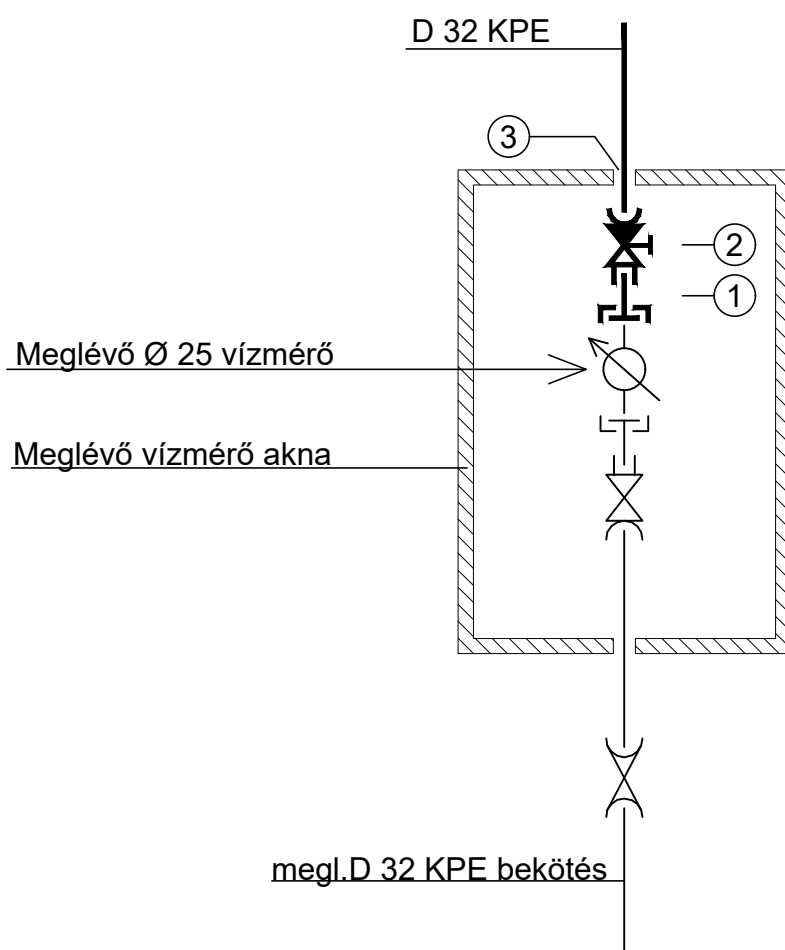 D 32 KPE
3
2
1
Meglévő Ø 25 vízmérő
Meglévő vízmérő akna
megl.D 32 KPE bekötés